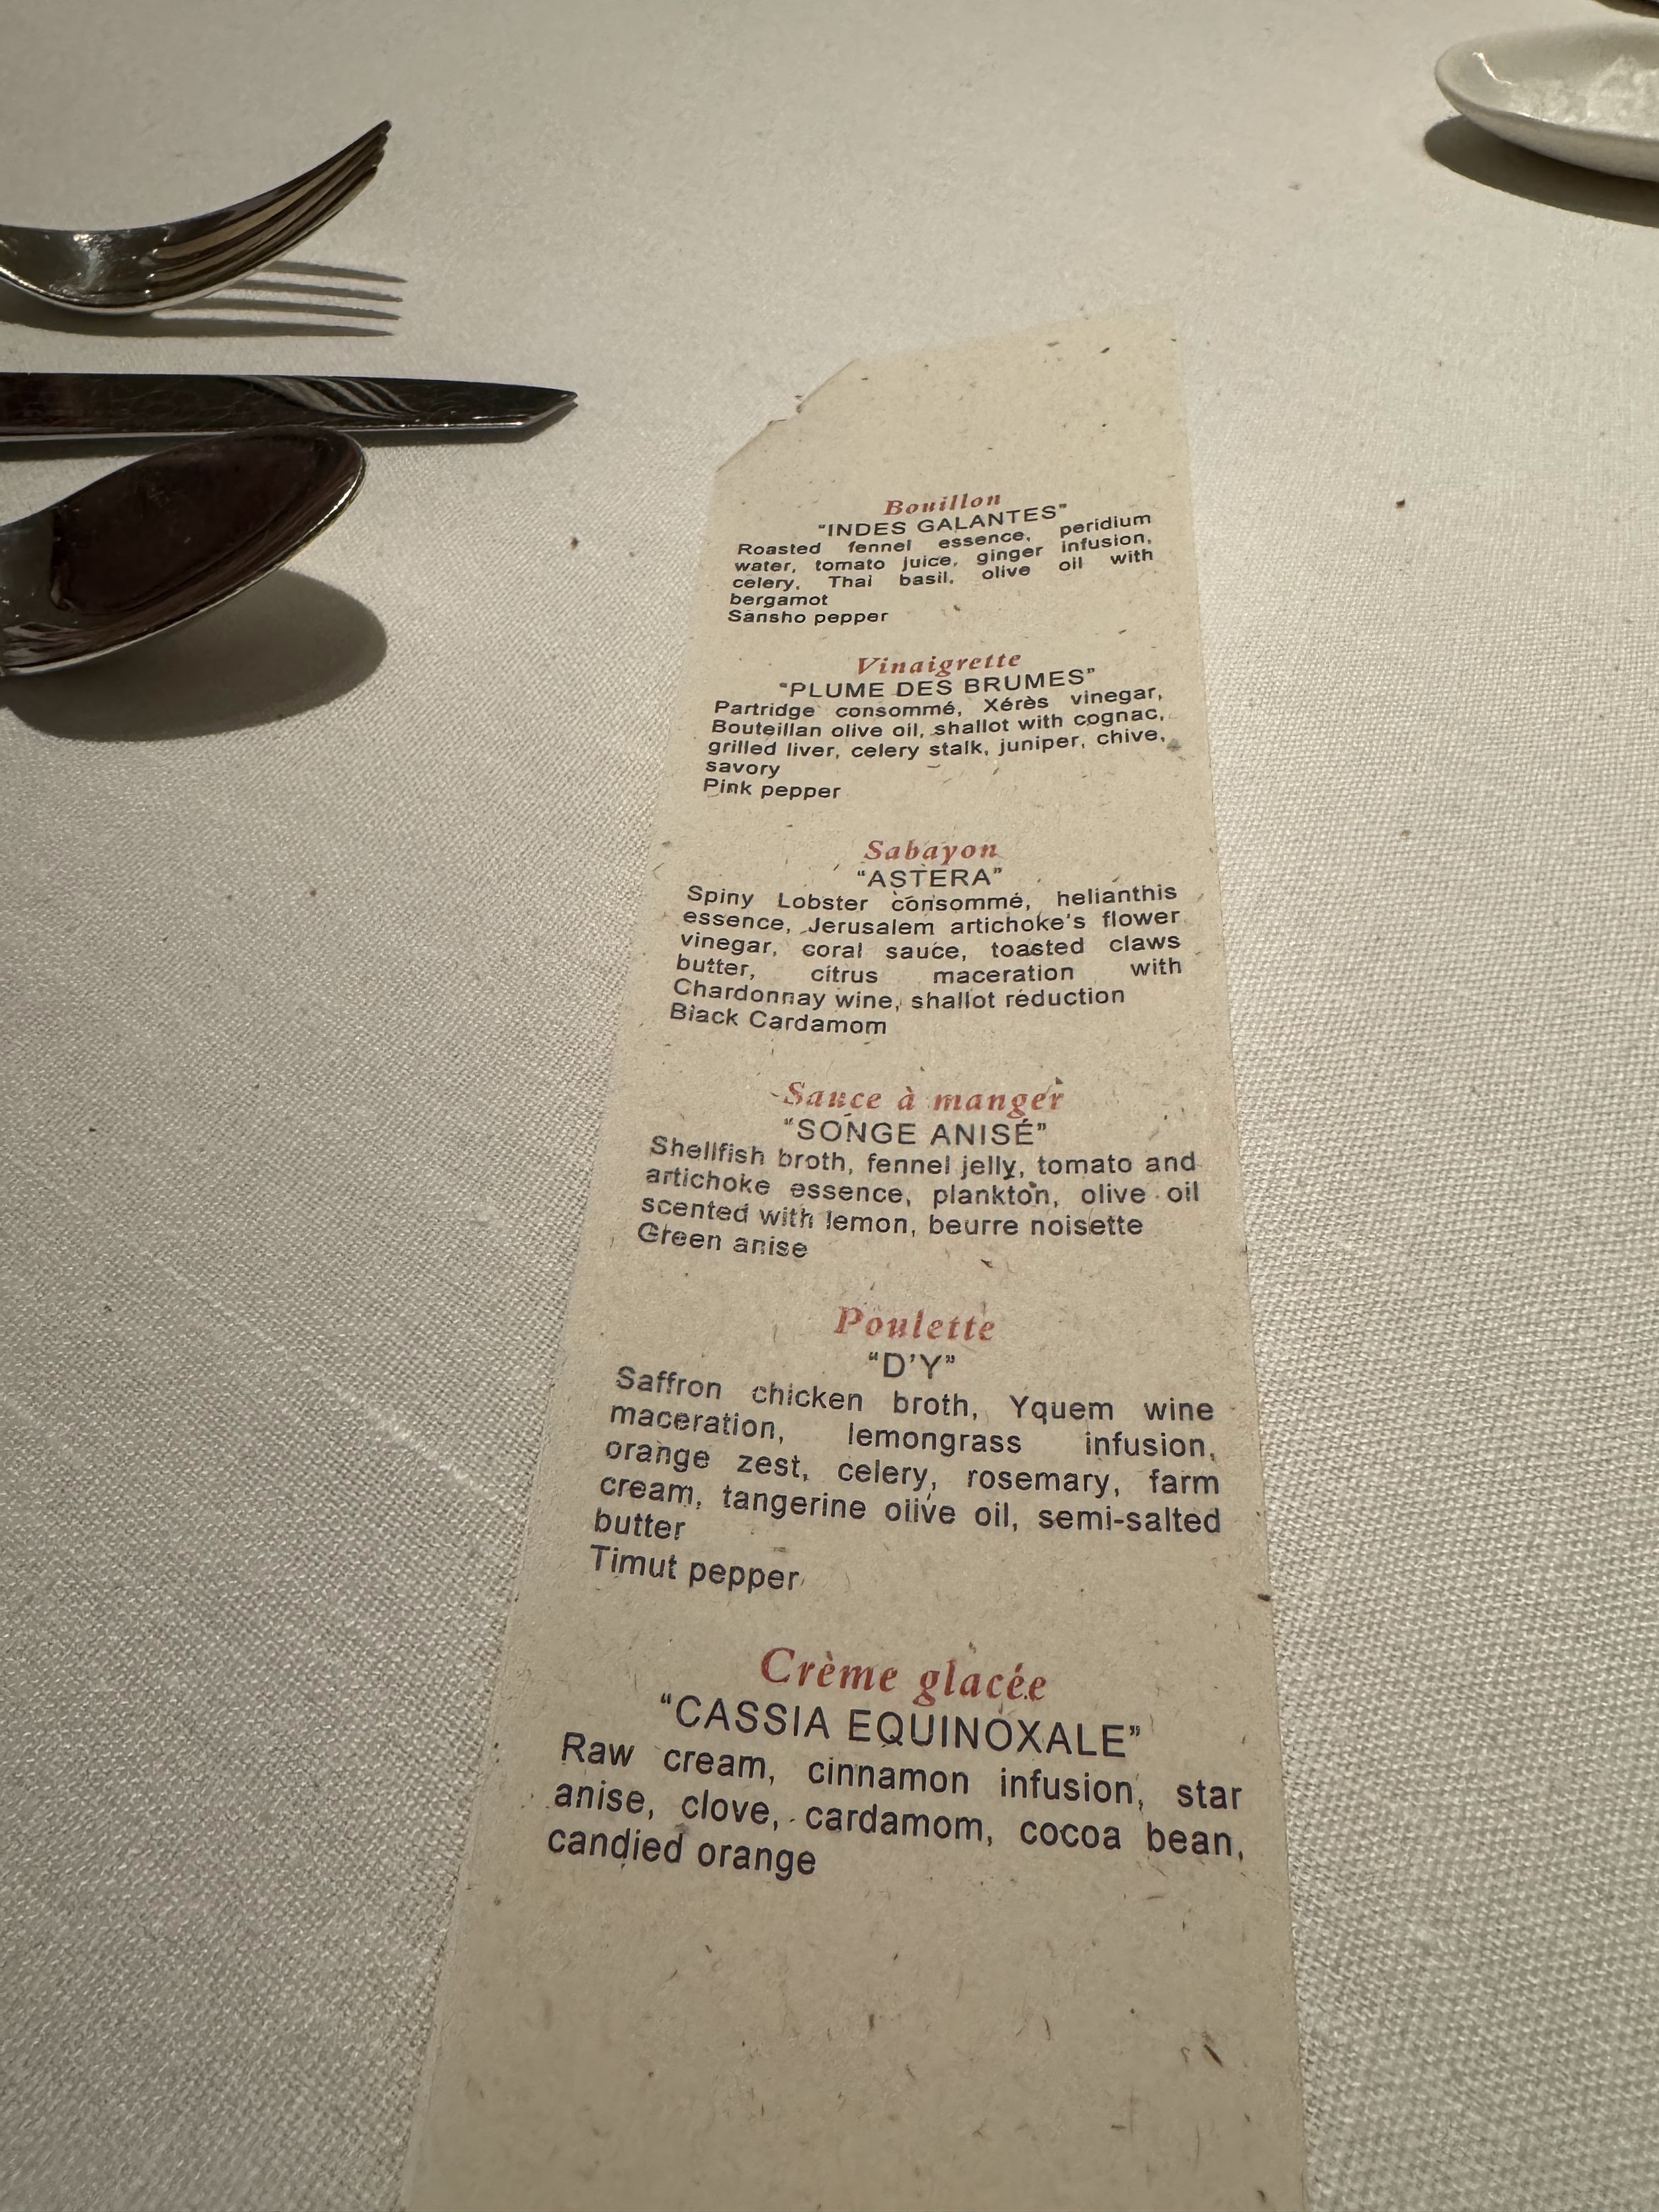 Bouillon
"INDES GALANTES"
Roasted fennel essence, peridium
water, tomato juice, ginger infusion,
celery, Thai basil, olive oil with
bergamot
Sansho pepper
Vinaigrette
"PLUME DES BRUMES"
Partridge consommé, Xérès vinegar,
Bouteillan olive oil, shallot with cognac,
grilled liver, celery stalk, juniper, chive,
savory
Pink pepper
Sabayon
"ASTERA"
Spiny Lobster consommé, helianthis
essence, Jerusalem artichoke's flower
vinegar, coral sauce, toasted claws
butter, citrus maceration with
Chardonnay wine, shallot reduction
Black Cardamom
Sauce à manger
"SONGE ANISÉ"
Shellfish broth, fennel jelly, tomato and
artichoke essence, plankton, olive oil
scented with lemon, beurre noisette
Green anise
Poulette
"D'Y"
Saffron chicken broth, Yquem wine
maceration, lemongrass infusion,
orange zest, celery, rosemary, farm
cream, tangerine olive oil, semi-salted
butter
Timut pepper
Crème glacée
"CASSIA EQUINOXALE"
Raw cream, cinnamon infusion, star
anise, clove, cardamom, cocoa bean,
candied orange